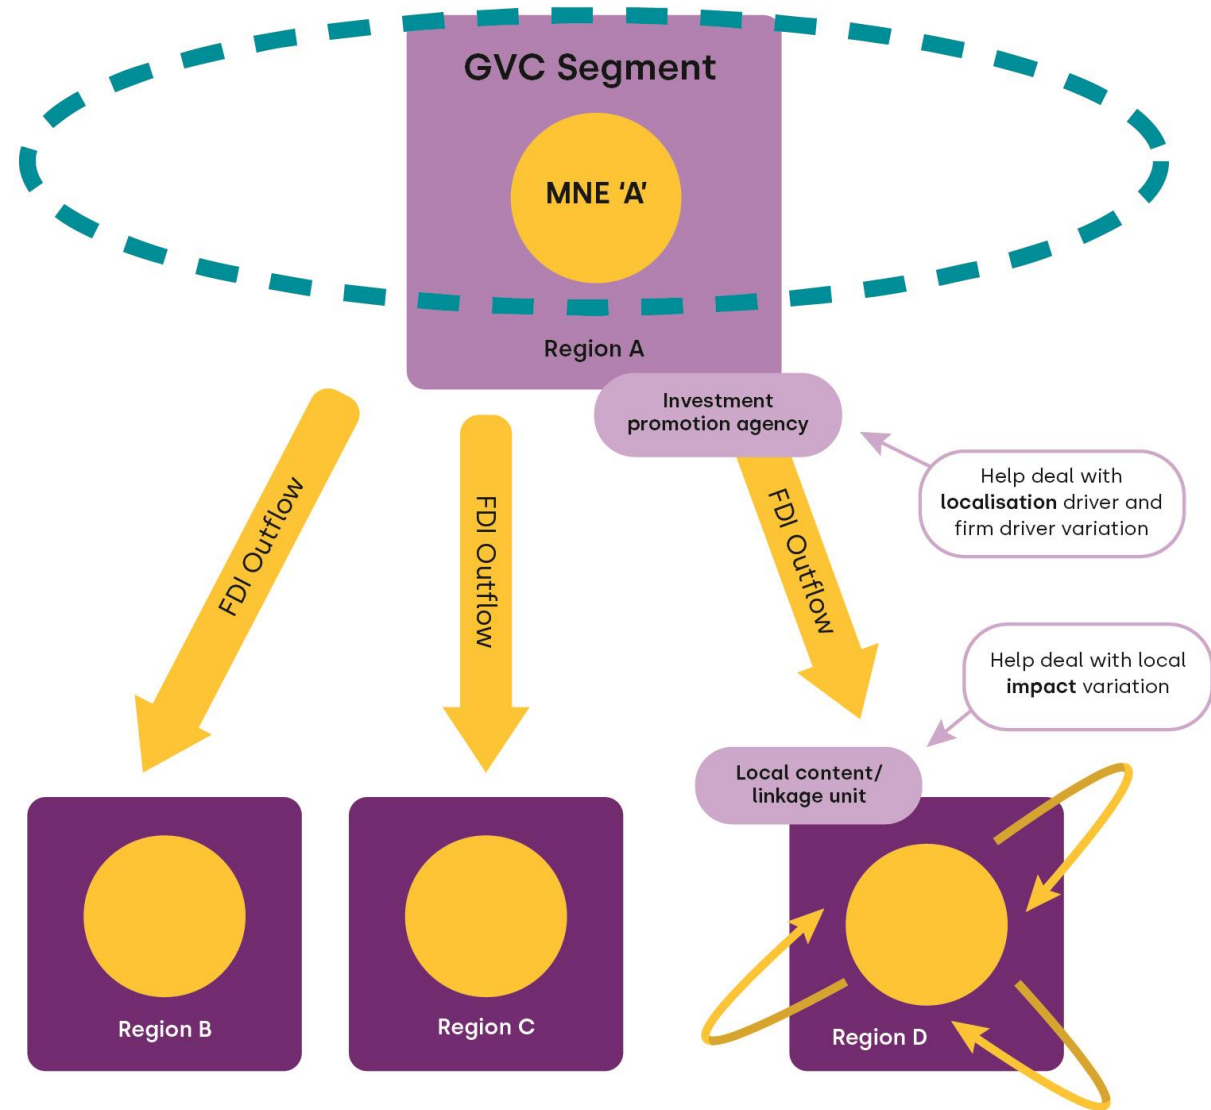 GVC Segment
MNE ‘A’
Region A
Investment
promotion agency
Help deal with
localisation driver and
firm driver variation
FDI Outflow
FDI Outflow
FDI Outflow
Help deal with local
impact variation
Local content/
linkage unit
Region B
Region C
Region D